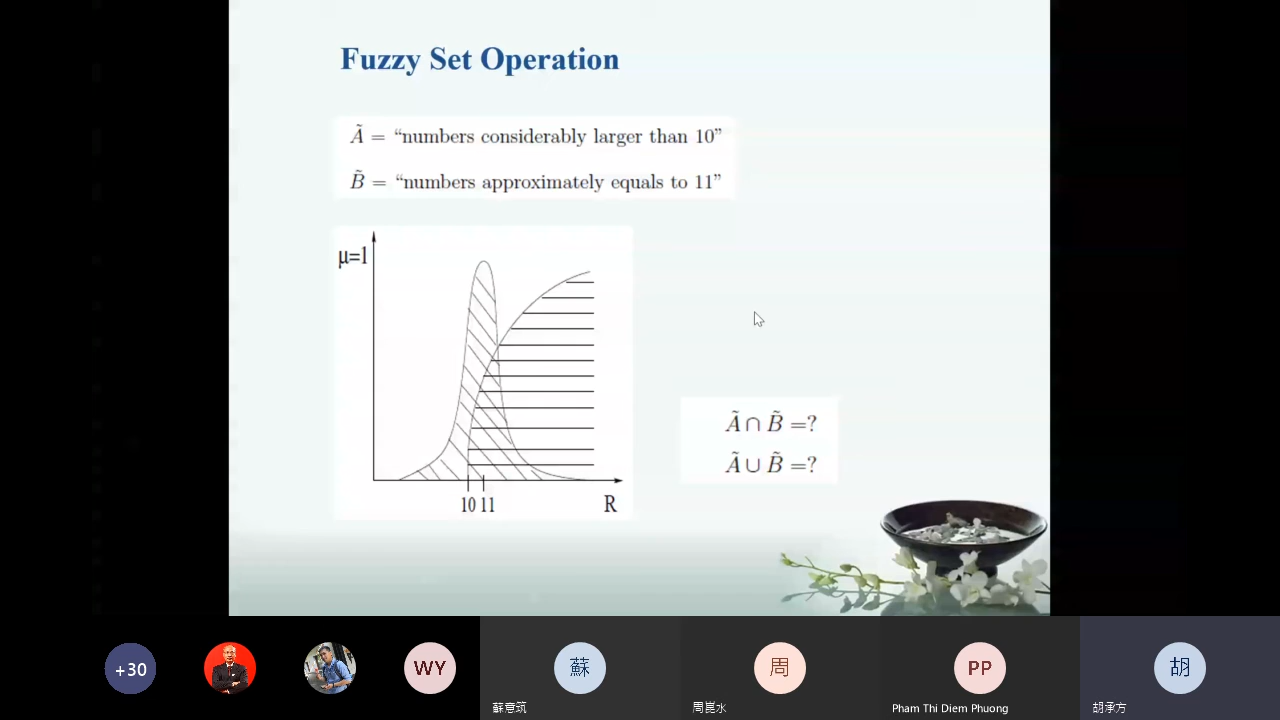 Fuzzy Set Operation
Ã = “numbers considerably larger than 10”
B̃ = “numbers approximately equals to 11”
μ=1
10 11
R
Ã ∩ B̃ =?
Ã ∪ B̃ =?
+30
WY
蘇
周
PP
胡
蘇意筑
周崑水
Pham Thi Diem Phuong
胡承方